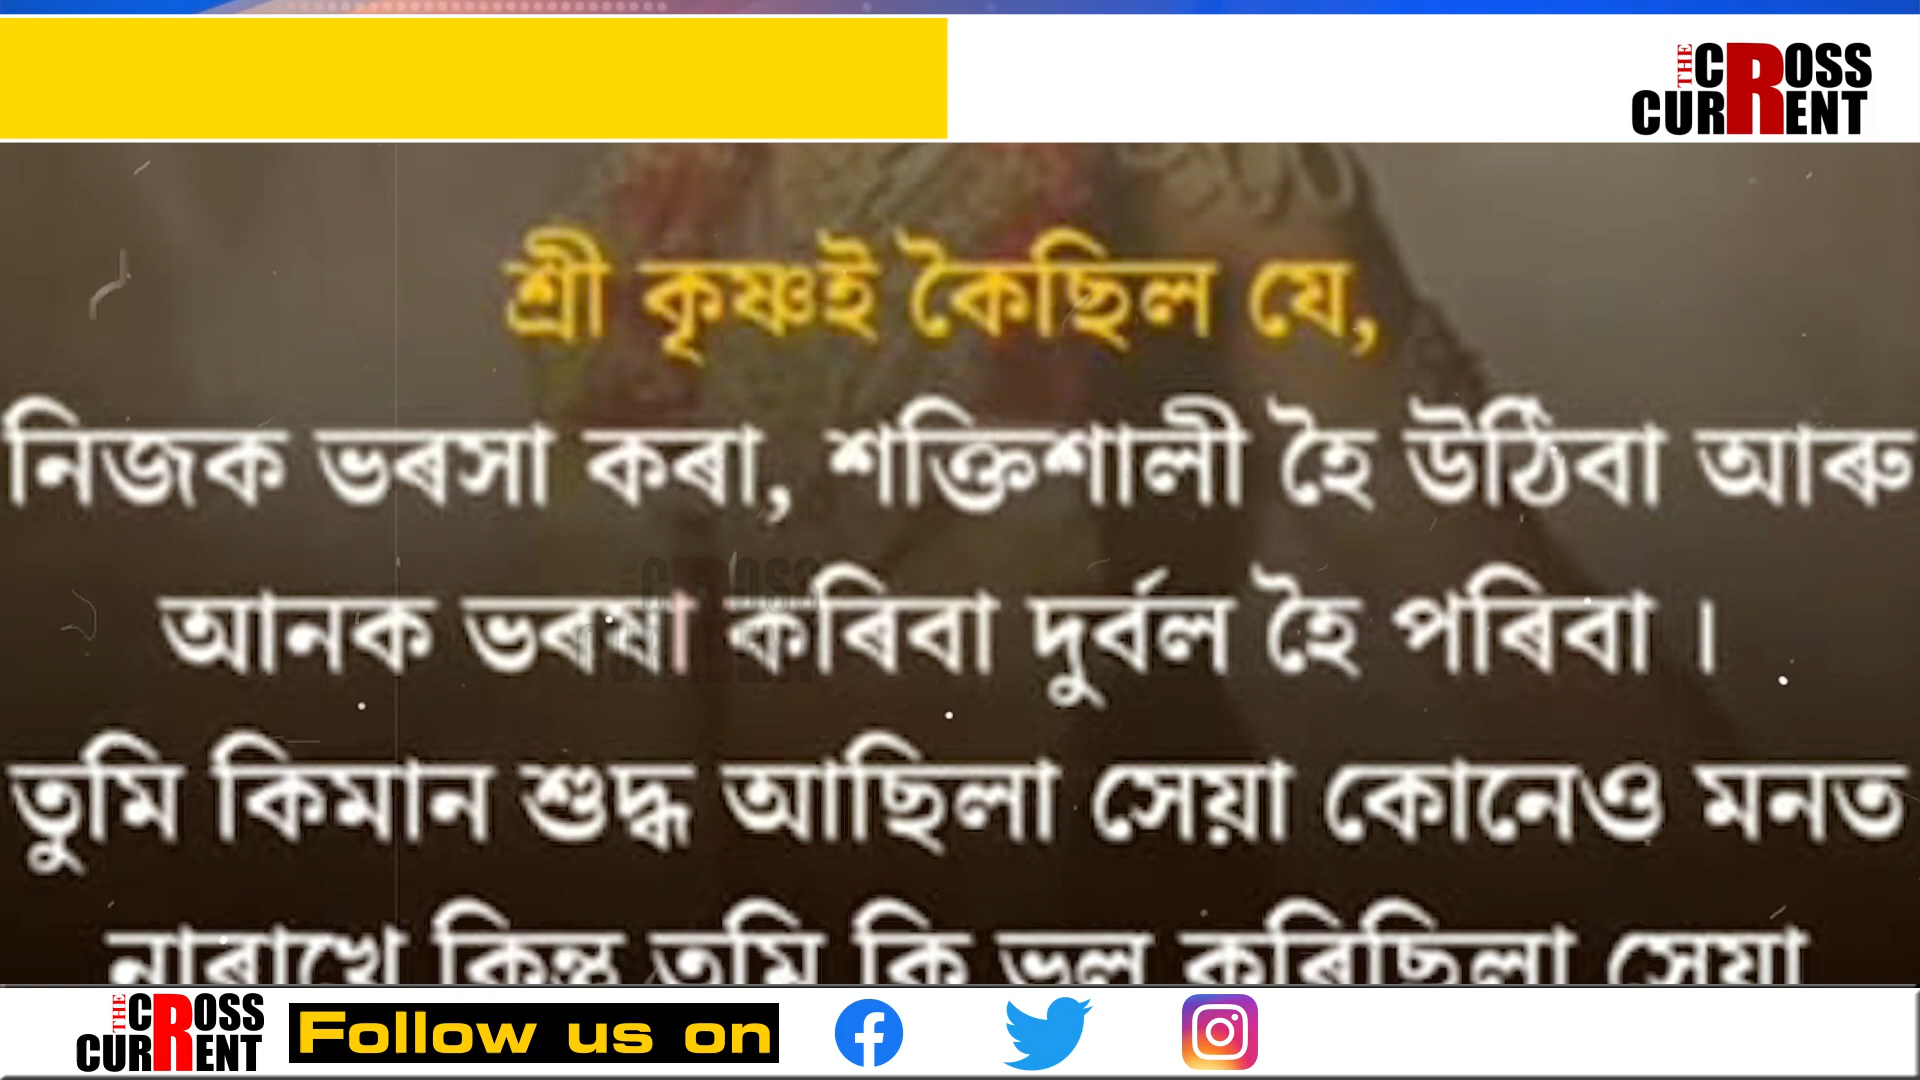 THE CROSS
CURRENT
শ্ৰী কৃষ্ণই কৈছিল যে,
নিজক ভৰসা কৰা, শক্তিশালী হৈ উঠিবা আৰু
আনক ভৰষা কৰিবা দুৰ্বল হৈ পৰিবা ।
তুমি কিমান শুদ্ধ আছিলা সেয়া কোনেও মনত
নাৰাখে কিন্তু তুমি কি ভুল কৰিছিলা সেয়া
THE CROSS
CURRENT
Follow us on